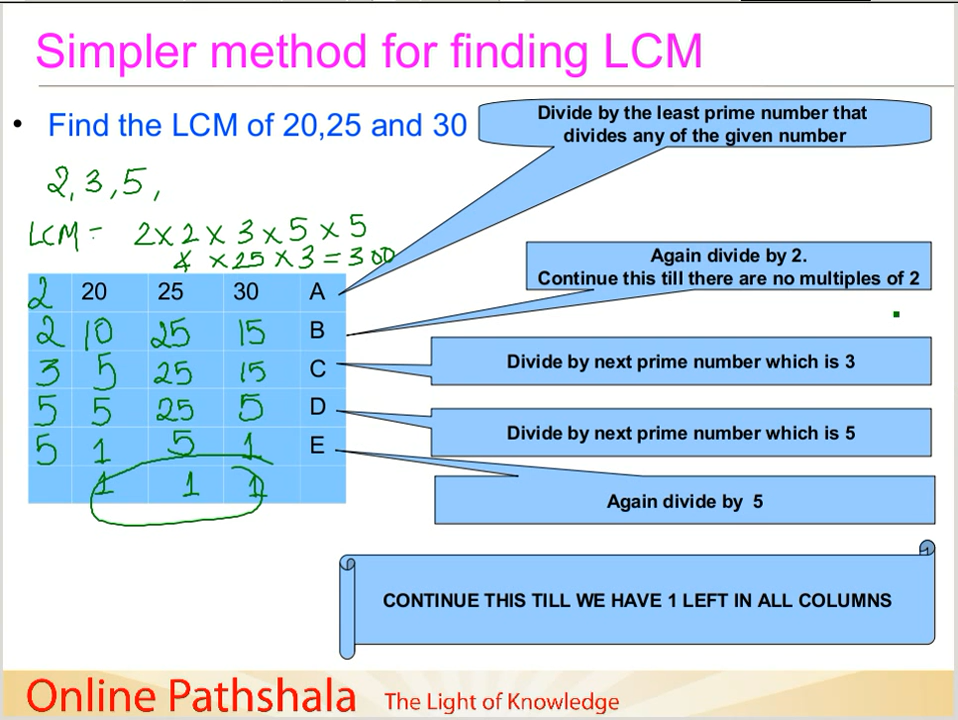 Simpler method for finding LCM
• Find the LCM of 20,25 and 30
Divide by the least prime number that
divides any of the given number
2, 3, 5,
LCM = 2 x 2 x 3 x 5 x 5
4 x 25 x 3 = 300
Again divide by 2.
Continue this till there are no multiples of 2
2 20 25 30 A
2 10 25 15 B
3 5 25 15 C
5 5 25 5 D
5 1 5 1 E
1 1 1
Divide by next prime number which is 3
Divide by next prime number which is 5
Again divide by 5
CONTINUE THIS TILL WE HAVE 1 LEFT IN ALL COLUMNS
Online Pathshala The Light of Knowledge